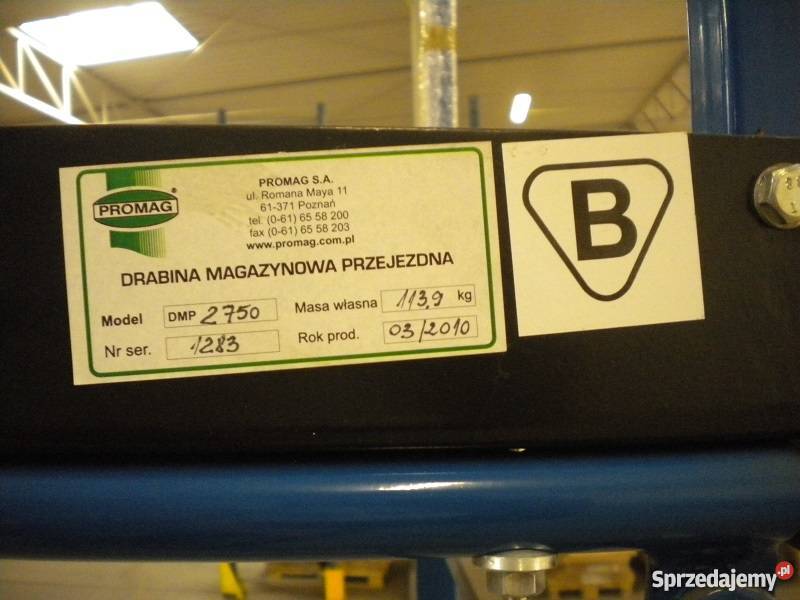 PROMAG®
PROMAG S.A.
ul. Romana Maya 11
61-371 Poznań
tel. (0-61) 65 58 200
fax (0-61) 65 58 203
www.promag.com.pl
DRABINA MAGAZYNOWA PRZEJEZDNA
Model DMP 2750 Masa własna 113,9 kg
Nr ser. 1283 Rok prod. 03/2010
B
Sprzedajemy.pl